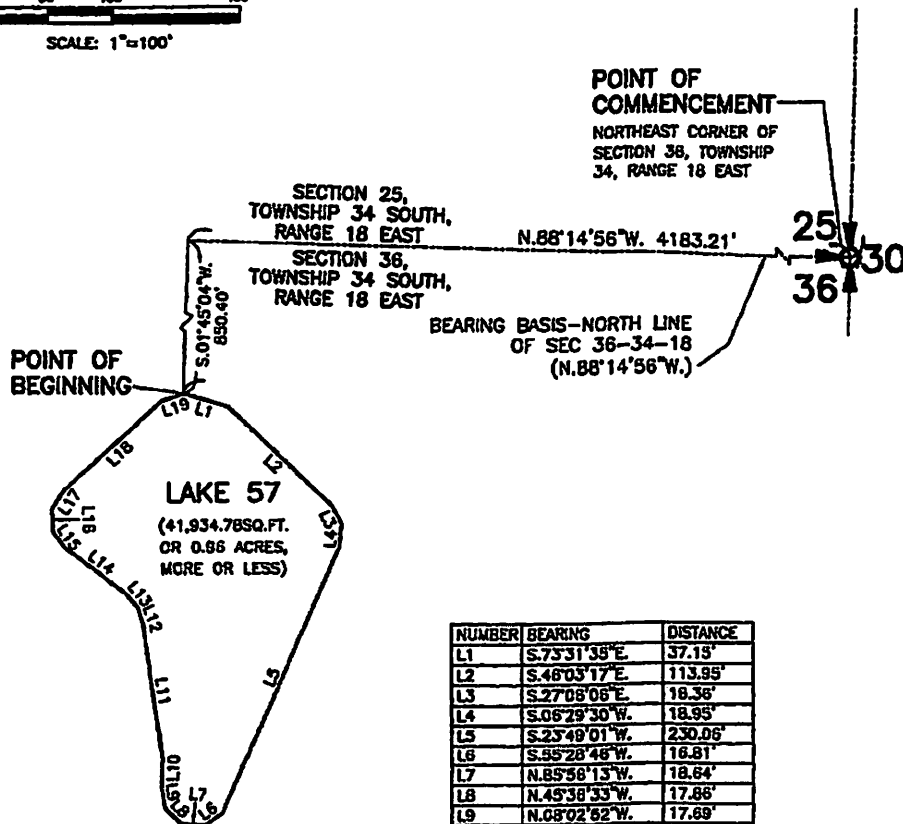 SCALE: 1"=100'
POINT OF
COMMENCEMENT
NORTHEAST CORNER OF
SECTION 36, TOWNSHIP
34, RANGE 18 EAST
SECTION 25,
TOWNSHIP 34 SOUTH,
RANGE 18 EAST
N.88°14'56"W. 4183.21'
25
30
36
SECTION 36,
TOWNSHIP 34 SOUTH,
RANGE 18 EAST
S.01°45'04"W.
850.40'
BEARING BASIS-NORTH LINE
OF SEC 36-34-18
(N.88°14'56"W.)
POINT OF
BEGINNING
L19 L1
L18
L2
LAKE 57
(41,934.78SQ.FT.
OR 0.96 ACRES,
MORE OR LESS)
L17
L16
L15
L14
L13
L12
L3
L4
L5
L11
L10
L9
L8
L7
L6
NUMBER BEARING DISTANCE
L1 S.73°31'35"E. 37.15'
L2 S.46°03'17"E. 113.95'
L3 S.27°06'06"E. 18.36'
L4 S.06°29'30"W. 18.95'
L5 S.23°49'01"W. 230.06'
L6 S.55°28'46"W. 16.81'
L7 N.85°56'13"W. 18.64'
L8 N.45°36'33"W. 17.86'
L9 N.08°02'52"W. 17.69'